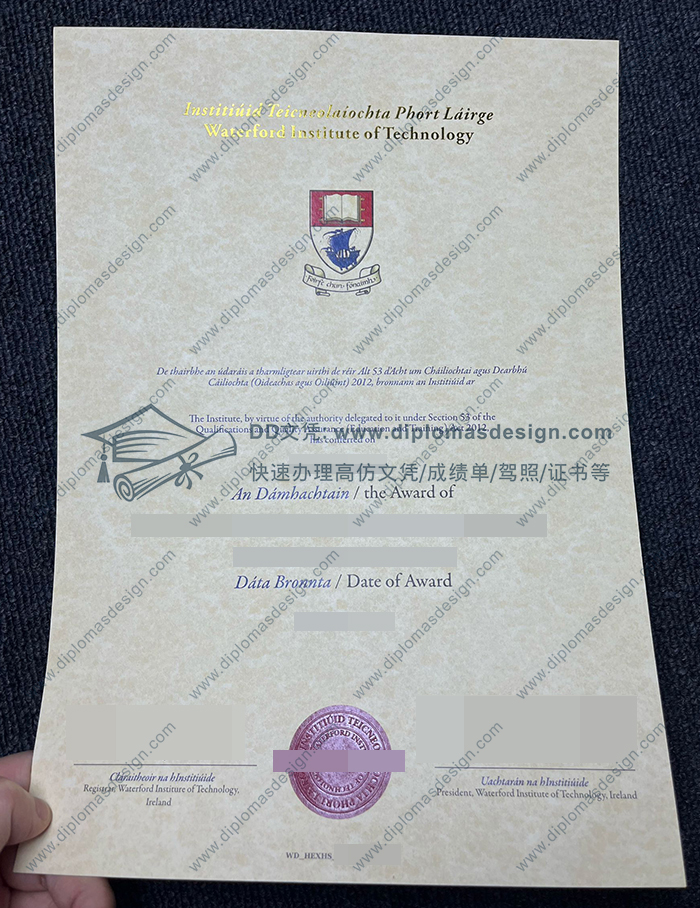 Institiúid Teicneolaíochta Phort Láirge
Waterford Institute of Technology
De thairbhe an údaráis a tharmligtear uirthi de réir Alt 53 d'Acht um Cháilíochtaí agus Dearbhú
Cáilíochta (Oideachas agus Oiliúint) 2012, bronnann an Institiúid ar
The Institute, by virtue of the authority delegated to it under Section 53 of the
Qualifications and Quality Assurance (Education and Training) Act 2012,
has conferred on
DD文凭: www.diplomasdesign.com
快速办理高仿文凭/成绩单/驾照/证书等
An Dámhachtain / the Award of
Dáta Bronnta / Date of Award
Cláraitheoir na hInstitiúide
Registrar, Waterford Institute of Technology,
Ireland
Uachtarán na hInstitiúide
President, Waterford Institute of Technology, Ireland
WD_HEXHS_
www.diplomasdesign.com